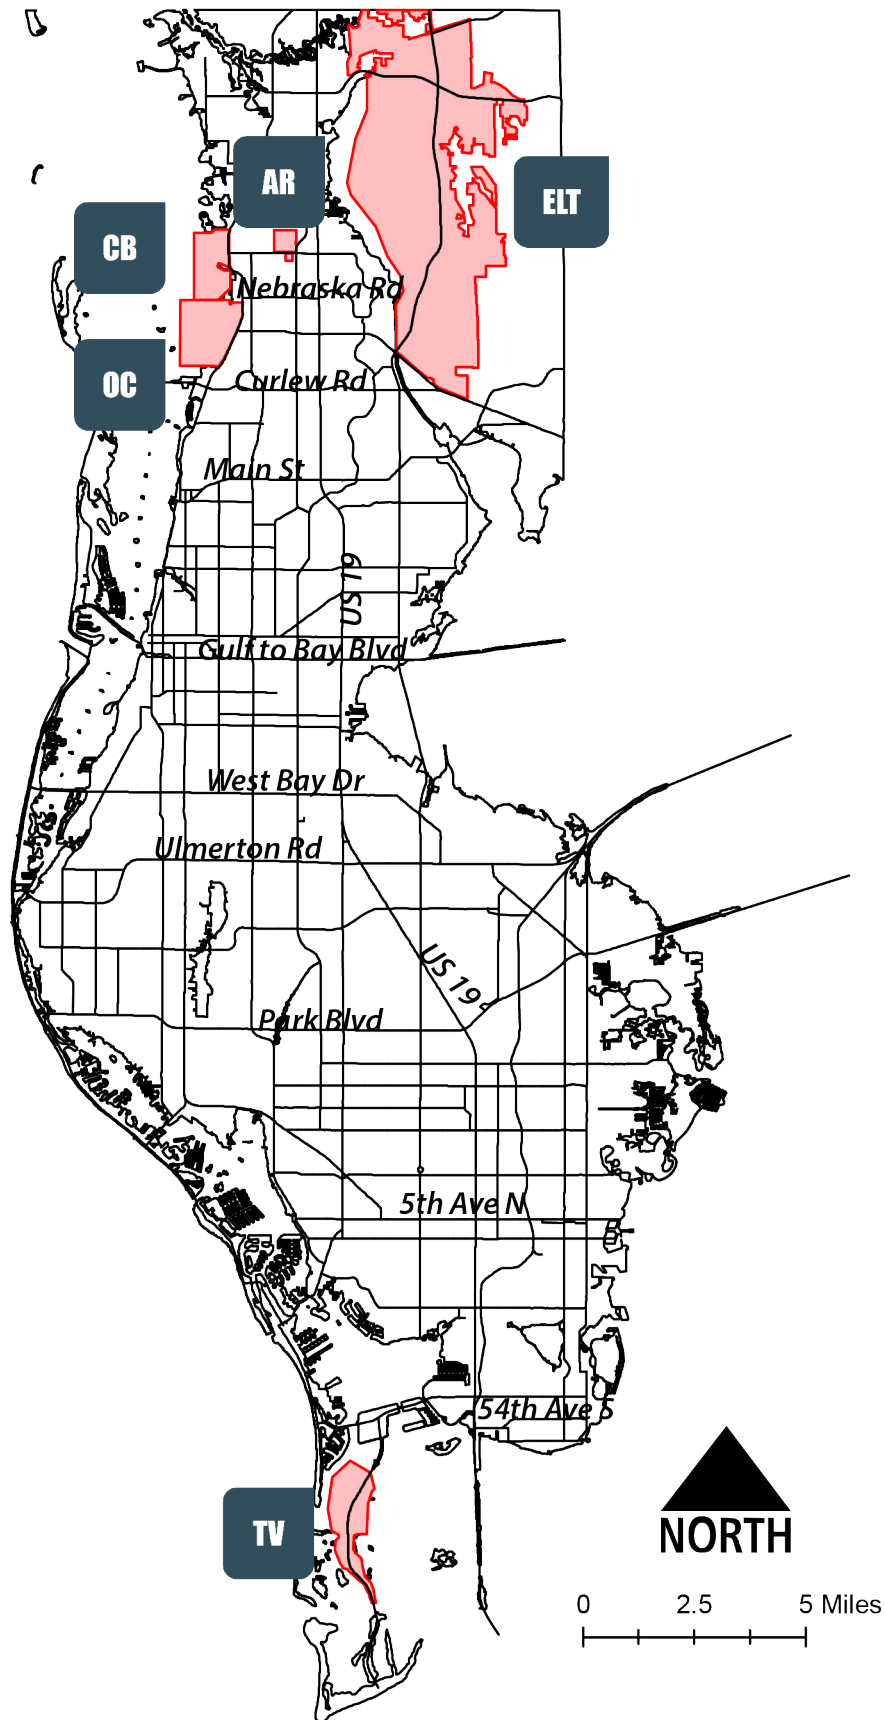 AR
ELT
CB
Nebraska Rd
OC
Curlew Rd
Main St
US 19
Gulf to Bay Blvd
West Bay Dr
Ulmerton Rd
US 19
Park Blvd
5th Ave N
54th Ave S
TV
NORTH
0 2.5 5 Miles